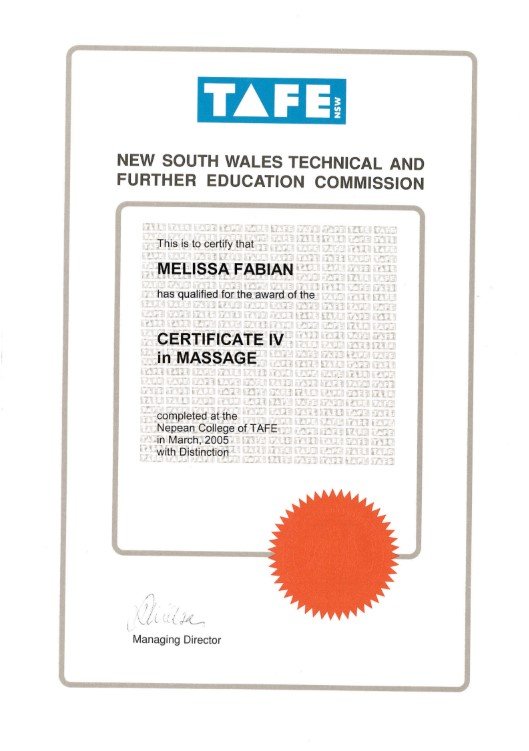 TAFE NSW
NEW SOUTH WALES TECHNICAL AND
FURTHER EDUCATION COMMISSION
This is to certify that
MELISSA FABIAN
has qualified for the award of the
CERTIFICATE IV
in MASSAGE
completed at the
Nepean College of TAFE
in March, 2005
with Distinction
Managing Director